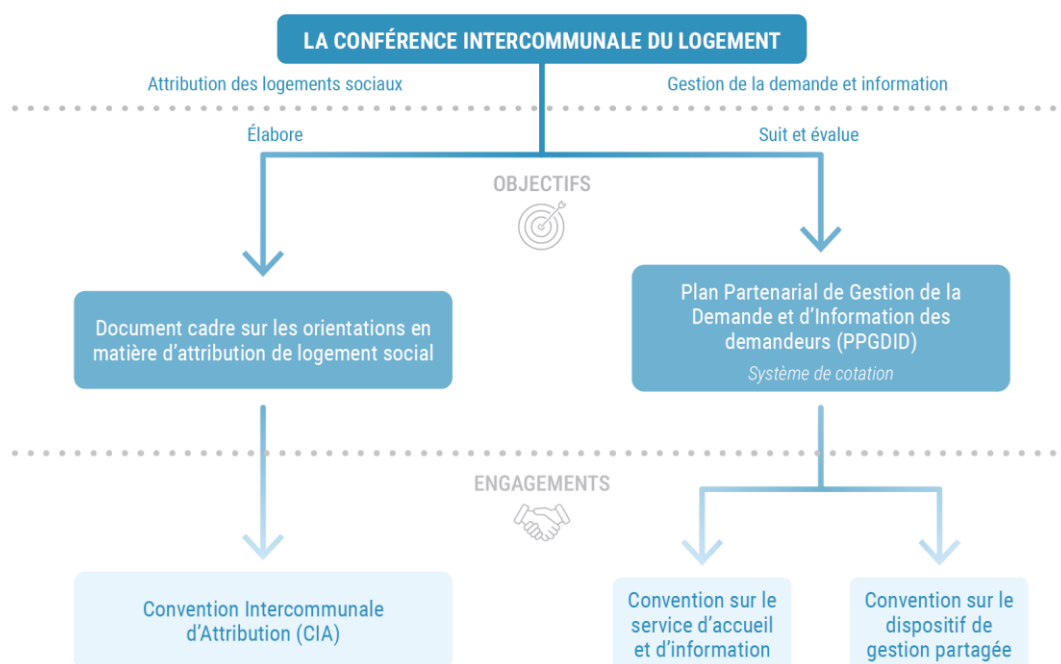 LA CONFÉRENCE INTERCOMMUNALE DU LOGEMENT
Attribution des logements sociaux
Gestion de la demande et information
Élabore
Suit et évalue
OBJECTIFS
Document cadre sur les orientations en
matière d'attribution de logement social
Plan Partenarial de Gestion de la
Demande et d'Information des
demandeurs (PPGDID)
Système de cotation
ENGAGEMENTS
Convention Intercommunale
d'Attribution (CIA)
Convention sur le
service d'accueil
et d'information
Convention sur le
dispositif de
gestion partagée